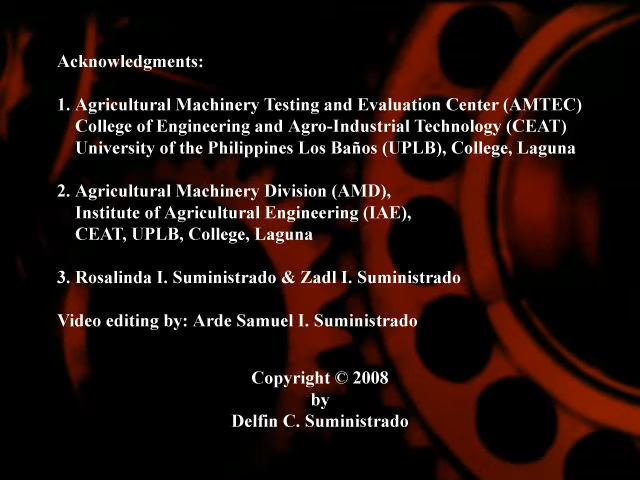 Acknowledgments:
1. Agricultural Machinery Testing and Evaluation Center (AMTEC)
College of Engineering and Agro-Industrial Technology (CEAT)
University of the Philippines Los Baños (UPLB), College, Laguna
2. Agricultural Machinery Division (AMD),
Institute of Agricultural Engineering (IAE),
CEAT, UPLB, College, Laguna
3. Rosalinda I. Suministrado & Zadl I. Suministrado
Video editing by: Arde Samuel I. Suministrado
Copyright © 2008
by
Delfin C. Suministrado